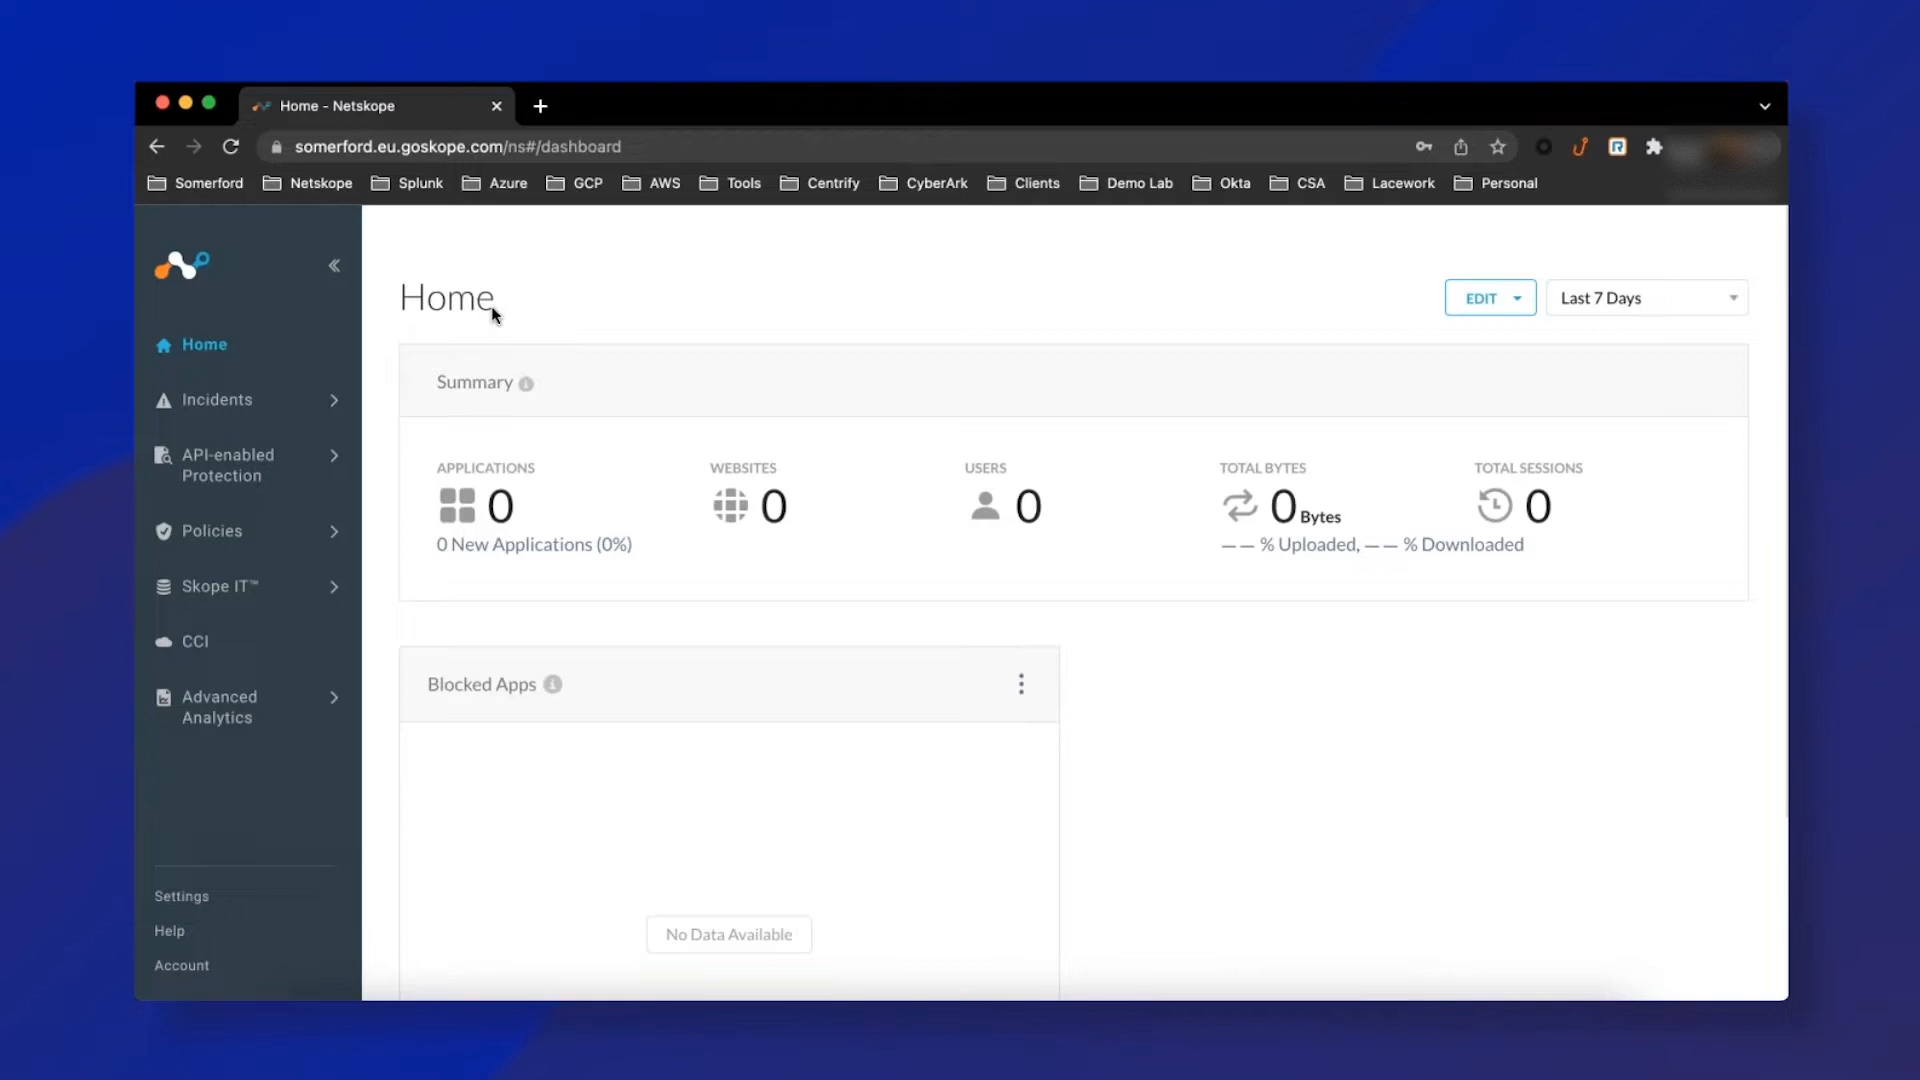 Home - Netskope
somerford.eu.goskope.com/ns#/dashboard
Somerford Netskope Splunk Azure GCP AWS Tools Centrify CyberArk Clients Demo Lab Okta CSA Lacework Personal
Home
Incidents
API-enabled
Protection
Policies
Skope IT™
CCI
Advanced
Analytics
Settings
Help
Account
Home
EDIT
Last 7 Days
Summary
APPLICATIONS
0
0 New Applications (0%)
WEBSITES
0
USERS
0
TOTAL BYTES
0 Bytes
— — % Uploaded, — — % Downloaded
TOTAL SESSIONS
0
Blocked Apps
No Data Available